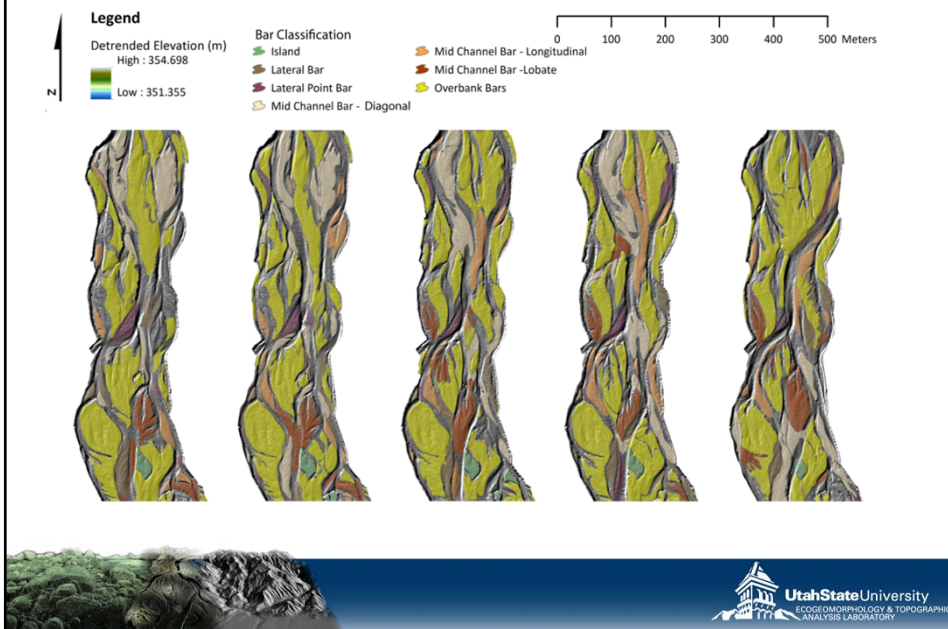 Legend
Detrended Elevation (m)
High : 354.698
Low : 351.355
N
Bar Classification
Island
Lateral Bar
Lateral Point Bar
Mid Channel Bar - Diagonal
Mid Channel Bar - Longitudinal
Mid Channel Bar -Lobate
Overbank Bars
0 100 200 300 400 500 Meters
UtahStateUniversity
ECOGEOMORPHOLOGY & TOPOGRAPHIC
ANALYSIS LABORATORY